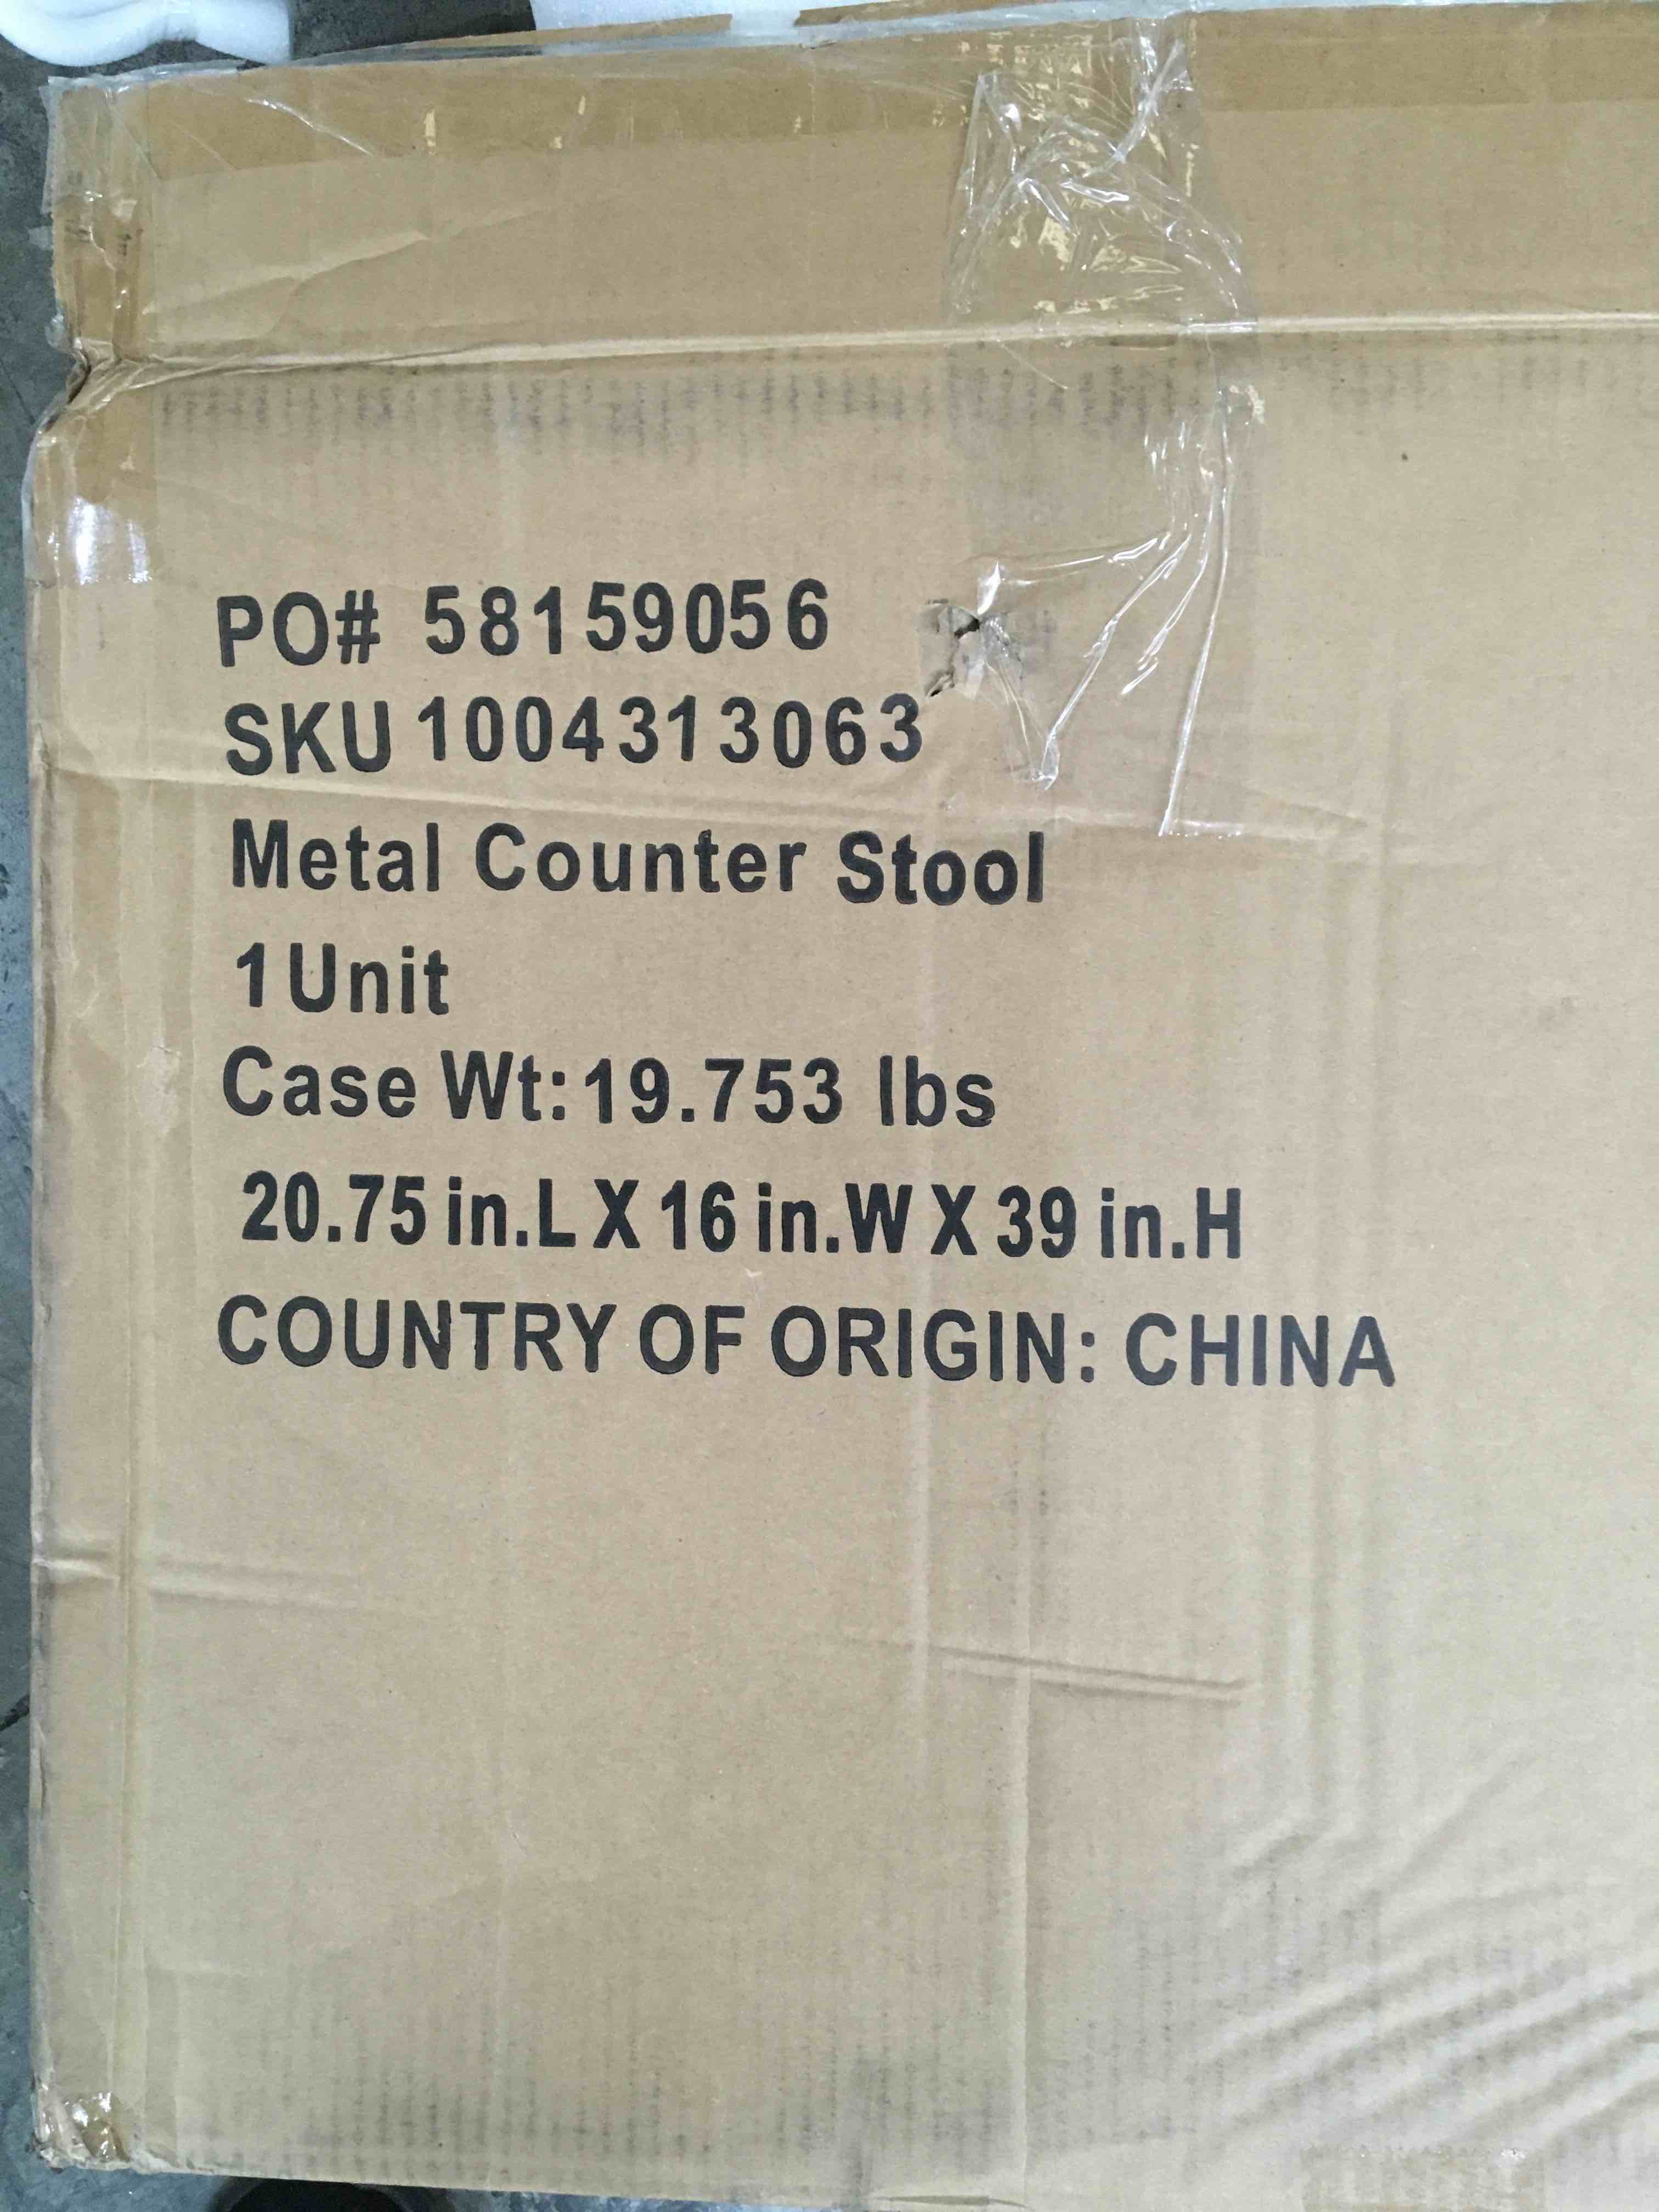 PO# 58159056
SKU 1004313063
Metal Counter Stool
1 Unit
Case Wt: 19.753 lbs
20.75 in.L X 16 in.W X 39 in.H
COUNTRY OF ORIGIN: CHINA